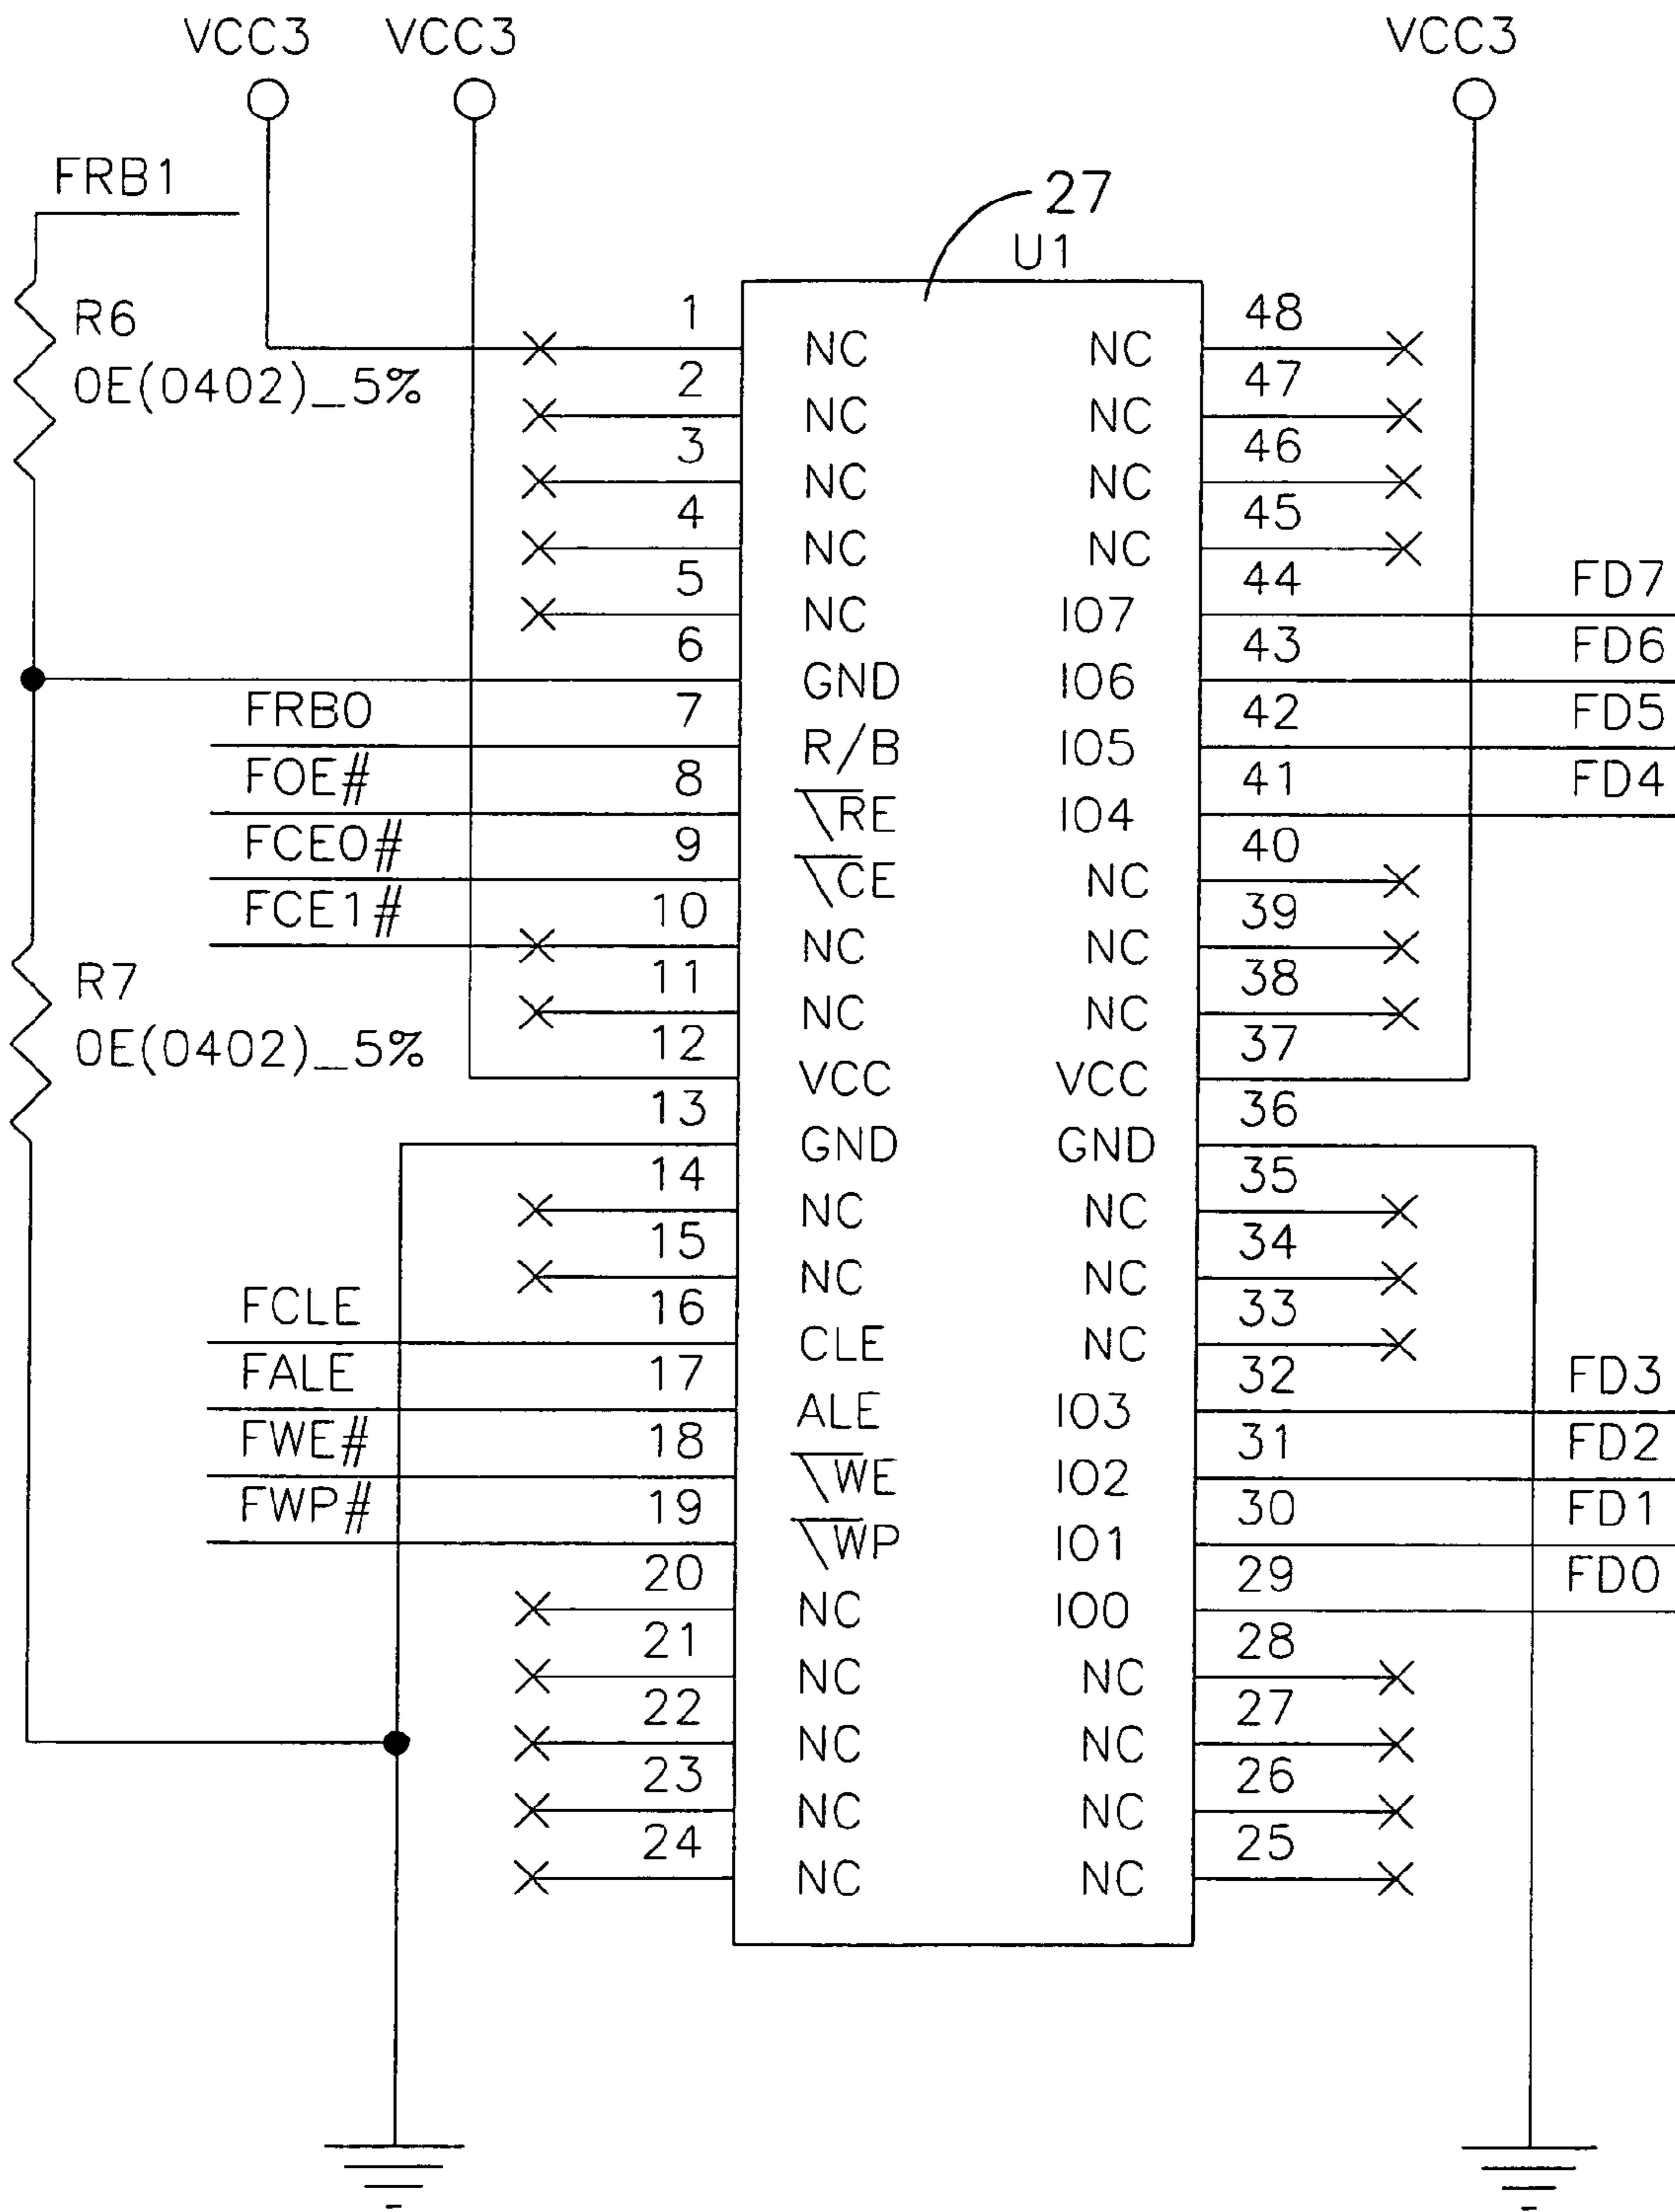 VCC3 VCC3 VCC3
FRB1
27
U1
R6
0E(0402)_5%
1 NC NC 48
2 NC NC 47
3 NC NC 46
4 NC NC 45
5 NC IO7 44 FD7
6 GND IO6 43 FD6
FRB0 7 R/B IO5 42 FD5
FOE# 8 \RE IO4 41 FD4
FCE0# 9 \CE NC 40
FCE1# 10 NC NC 39
R7
0E(0402)_5%
11 NC NC 38
12 VCC VCC 37
13 GND GND 36
14 NC NC 35
15 NC NC 34
FCLE 16 CLE NC 33
FALE 17 ALE IO3 32 FD3
FWE# 18 \WE IO2 31 FD2
FWP# 19 \WP IO1 30 FD1
20 NC IO0 29 FD0
21 NC NC 28
22 NC NC 27
23 NC NC 26
24 NC NC 25